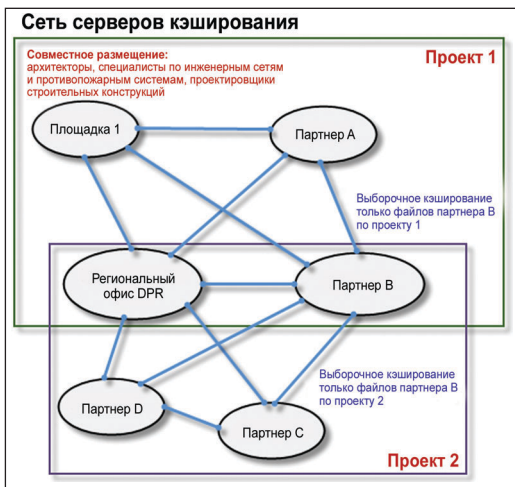 Сеть серверов кэширования
Совместное размещение:
архитекторы, специалисты по инженерным сетям
и противопожарным системам, проектировщики
строительных конструкций
Проект 1
Площадка 1
Партнер A
Выборочное кэширование
только файлов партнера B
по проекту 1
Региональный
офис DPR
Партнер B
Выборочное кэширование
только файлов партнера B
по проекту 2
Партнер D
Партнер C
Проект 2